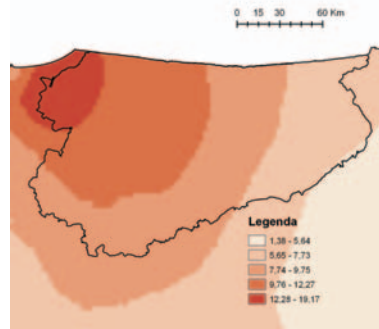 0 15 30 60 Km
Legenda
1,38 - 5,64
5,65 - 7,73
7,74 - 9,75
9,76 - 12,27
12,28 - 19,17